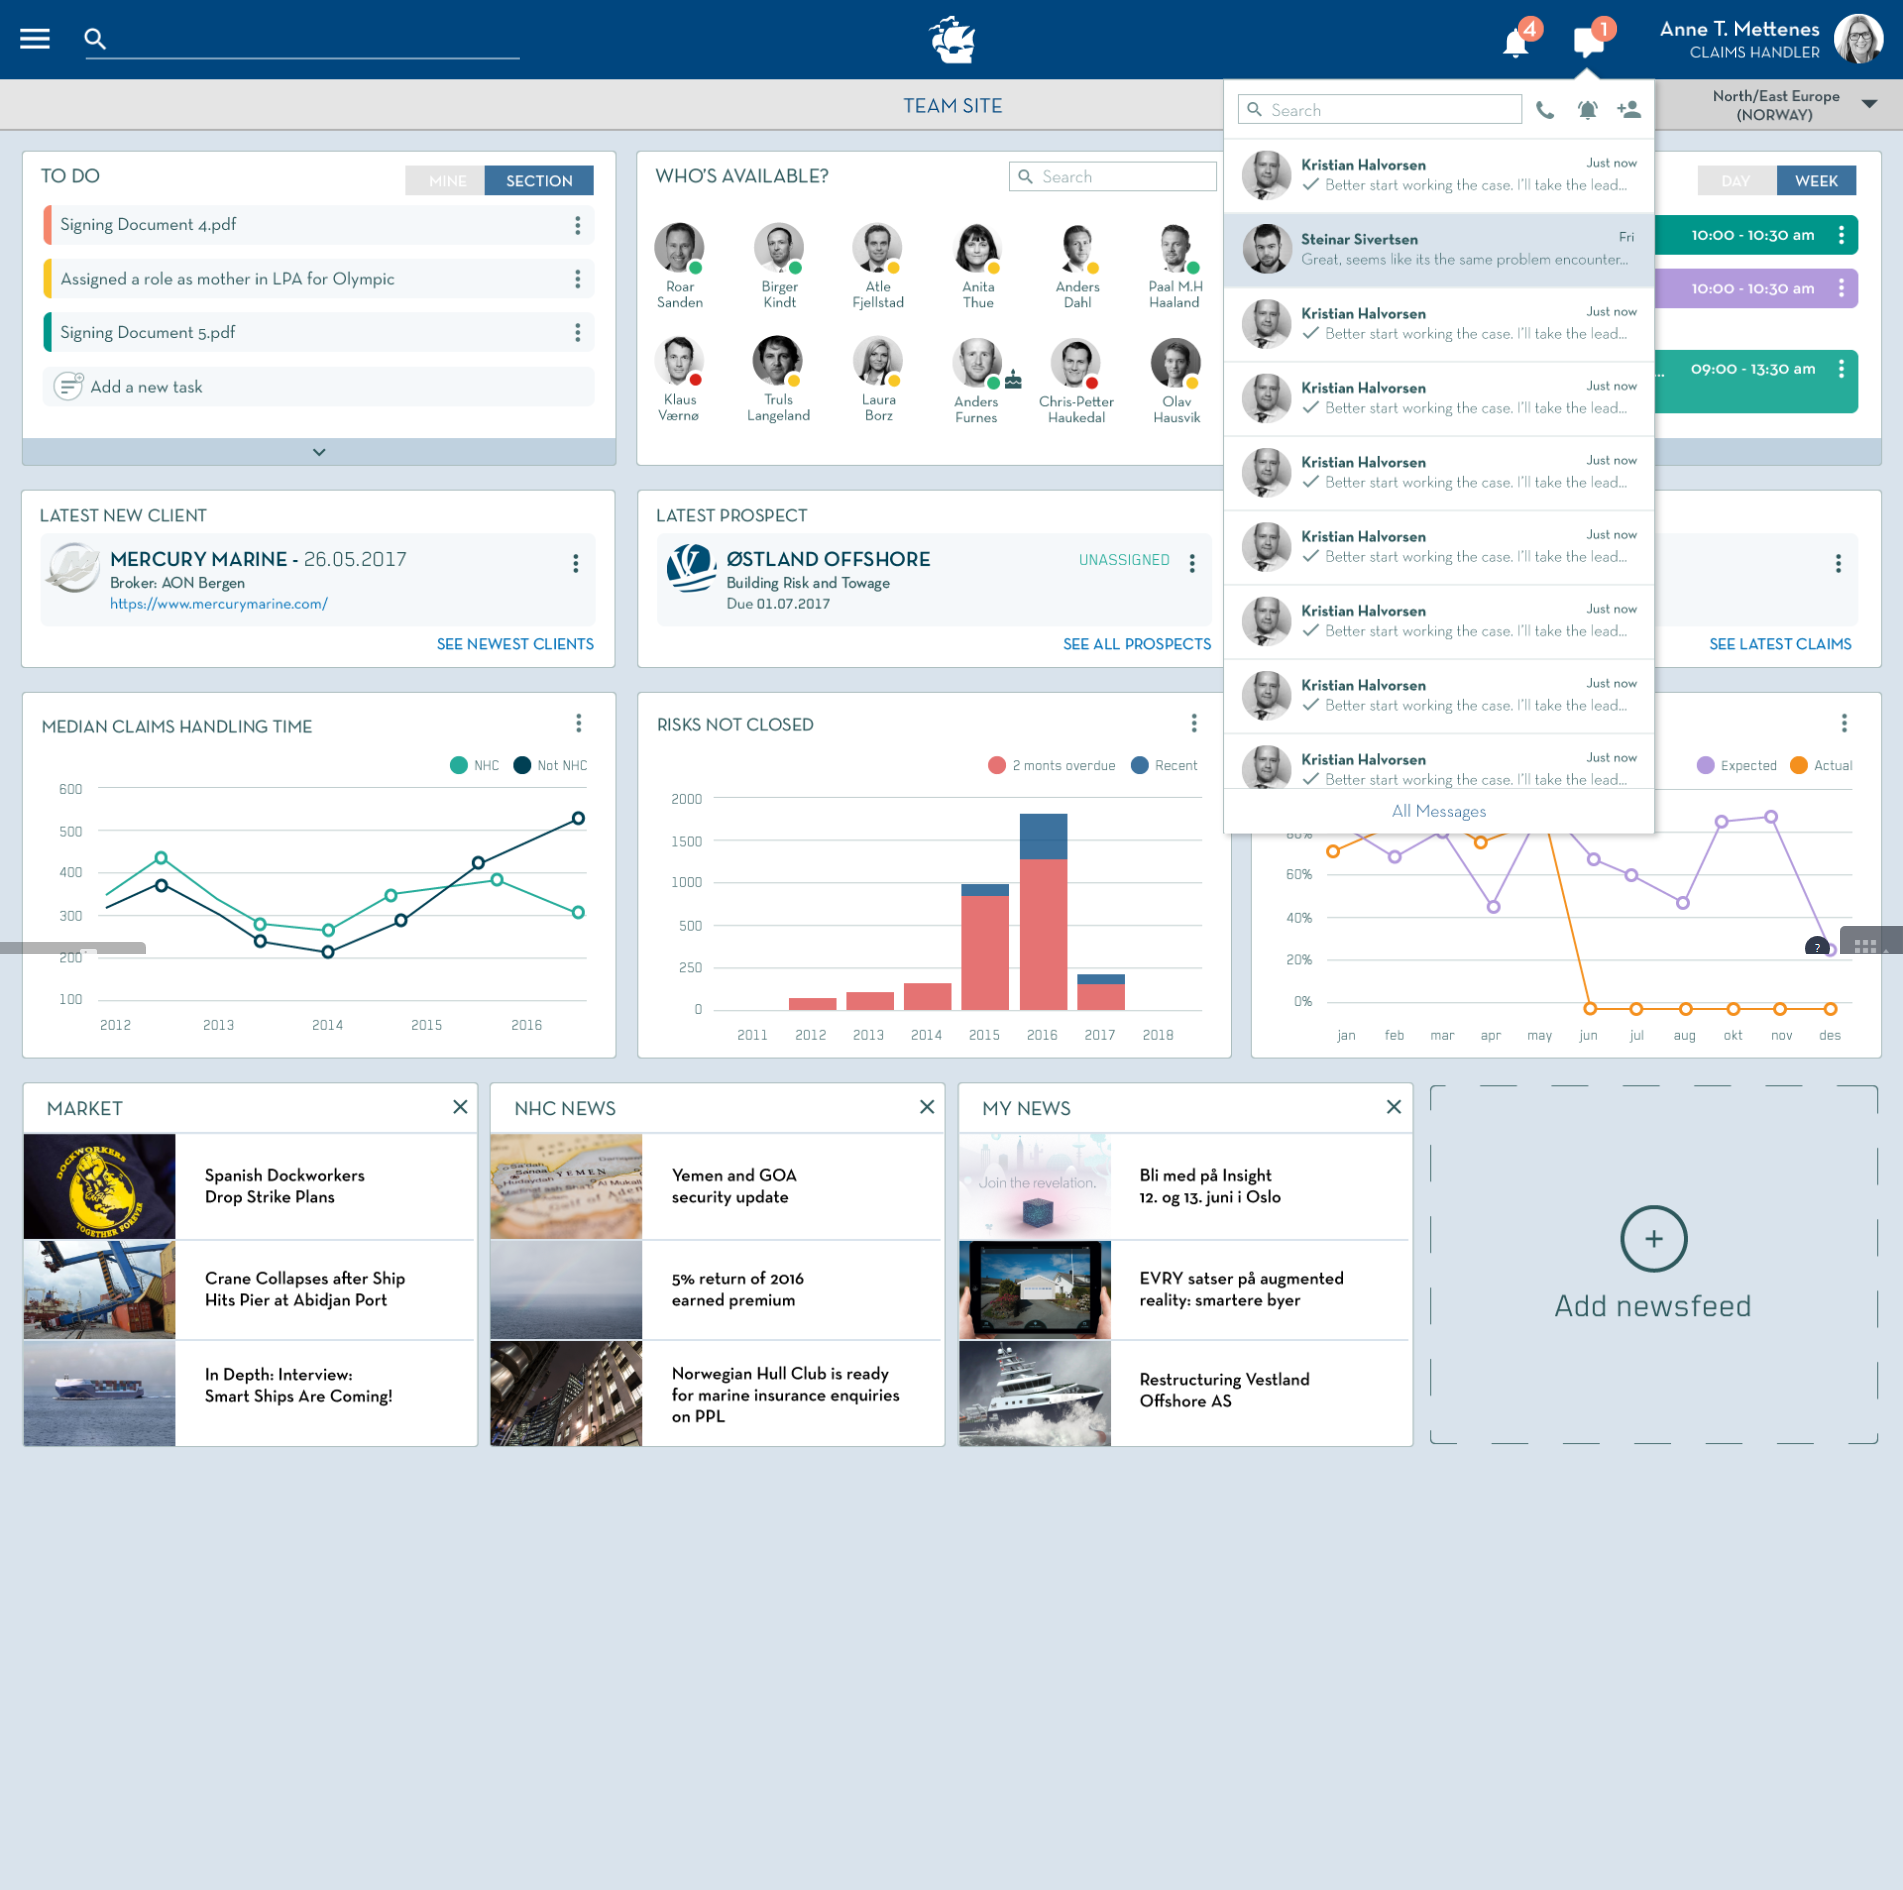 4
1
Anne T. Mettenes
CLAIMS HANDLER
TEAM SITE
North/East Europe
(NORWAY)
Search
Kristian Halvorsen
Just now
Better start working the case. I'll take the lead...
Steinar Sivertsen
Fri
Great, seems like its the same problem encounter...
Kristian Halvorsen
Just now
Better start working the case. I'll take the lead...
Kristian Halvorsen
Just now
Better start working the case. I'll take the lead...
Kristian Halvorsen
Just now
Better start working the case. I'll take the lead...
Kristian Halvorsen
Just now
Better start working the case. I'll take the lead...
Kristian Halvorsen
Just now
Better start working the case. I'll take the lead...
Kristian Halvorsen
Just now
Better start working the case. I'll take the lead...
Kristian Halvorsen
Just now
Better start working the case. I'll take the lead...
All Messages
TO DO
MINE
SECTION
Signing Document 4.pdf
Assigned a role as mother in LPA for Olympic
Signing Document 5.pdf
Add a new task
WHO'S AVAILABLE?
Search
Roar
Sanden
Birger
Kindt
Atle
Fjellstad
Anita
Thue
Anders
Dahl
Paal M.H
Haaland
Klaus
Værnø
Truls
Langeland
Laura
Borz
Anders
Furnes
Chris-Petter
Haukedal
Olav
Hausvik
DAY
WEEK
10:00 - 10:30 am
10:00 - 10:30 am
...
09:00 - 13:30 am
LATEST NEW CLIENT
MERCURY MARINE - 26.05.2017
Broker: AON Bergen
https://www.mercurymarine.com/
SEE NEWEST CLIENTS
LATEST PROSPECT
ØSTLAND OFFSHORE
UNASSIGNED
Building Risk and Towage
Due 01.07.2017
SEE ALL PROSPECTS
SEE LATEST CLAIMS
MEDIAN CLAIMS HANDLING TIME
NHC
Not NHC
600
500
400
300
200
100
2012 2013 2014 2015 2016
RISKS NOT CLOSED
2 monts overdue
Recent
2000
1500
1000
500
250
0
2011 2012 2013 2014 2015 2016 2017 2018
Expected
Actual
80%
60%
40%
20%
0%
?
jan feb mar apr may jun jul aug okt nov des
MARKET
DOCKWORKERS
TOGETHER FOREVER
Spanish Dockworkers
Drop Strike Plans
Crane Collapses after Ship
Hits Pier at Abidjan Port
In Depth: Interview:
Smart Ships Are Coming!
NHC NEWS
Sanaa
YEMEN
Al Mukalla
Gulf of Aden
Yemen and GOA
security update
5% return of 2016
earned premium
Norwegian Hull Club is ready
for marine insurance enquiries
on PPL
MY NEWS
Join the revelation.
Bli med på Insight
12. og 13. juni i Oslo
EVRY satser på augmented
reality: smartere byer
Restructuring Vestland
Offshore AS
Add newsfeed